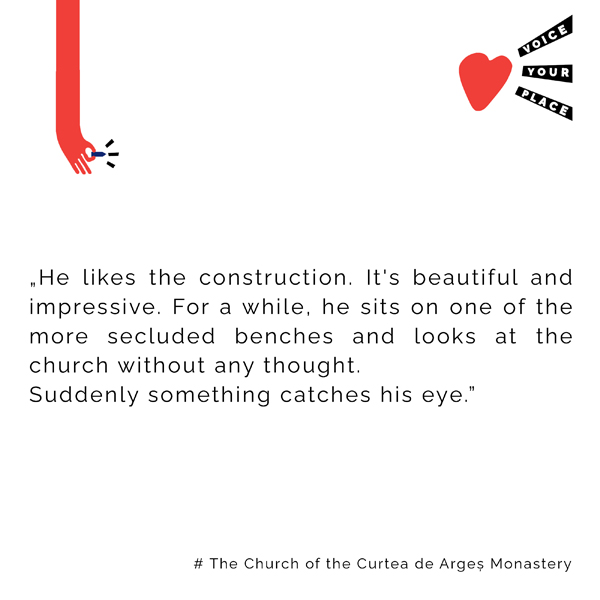 VOICE
YOUR
PLACE
„He likes the construction. It's beautiful and
impressive. For a while, he sits on one of the
more secluded benches and looks at the
church without any thought.
Suddenly something catches his eye.”
# The Church of the Curtea de Argeș Monastery